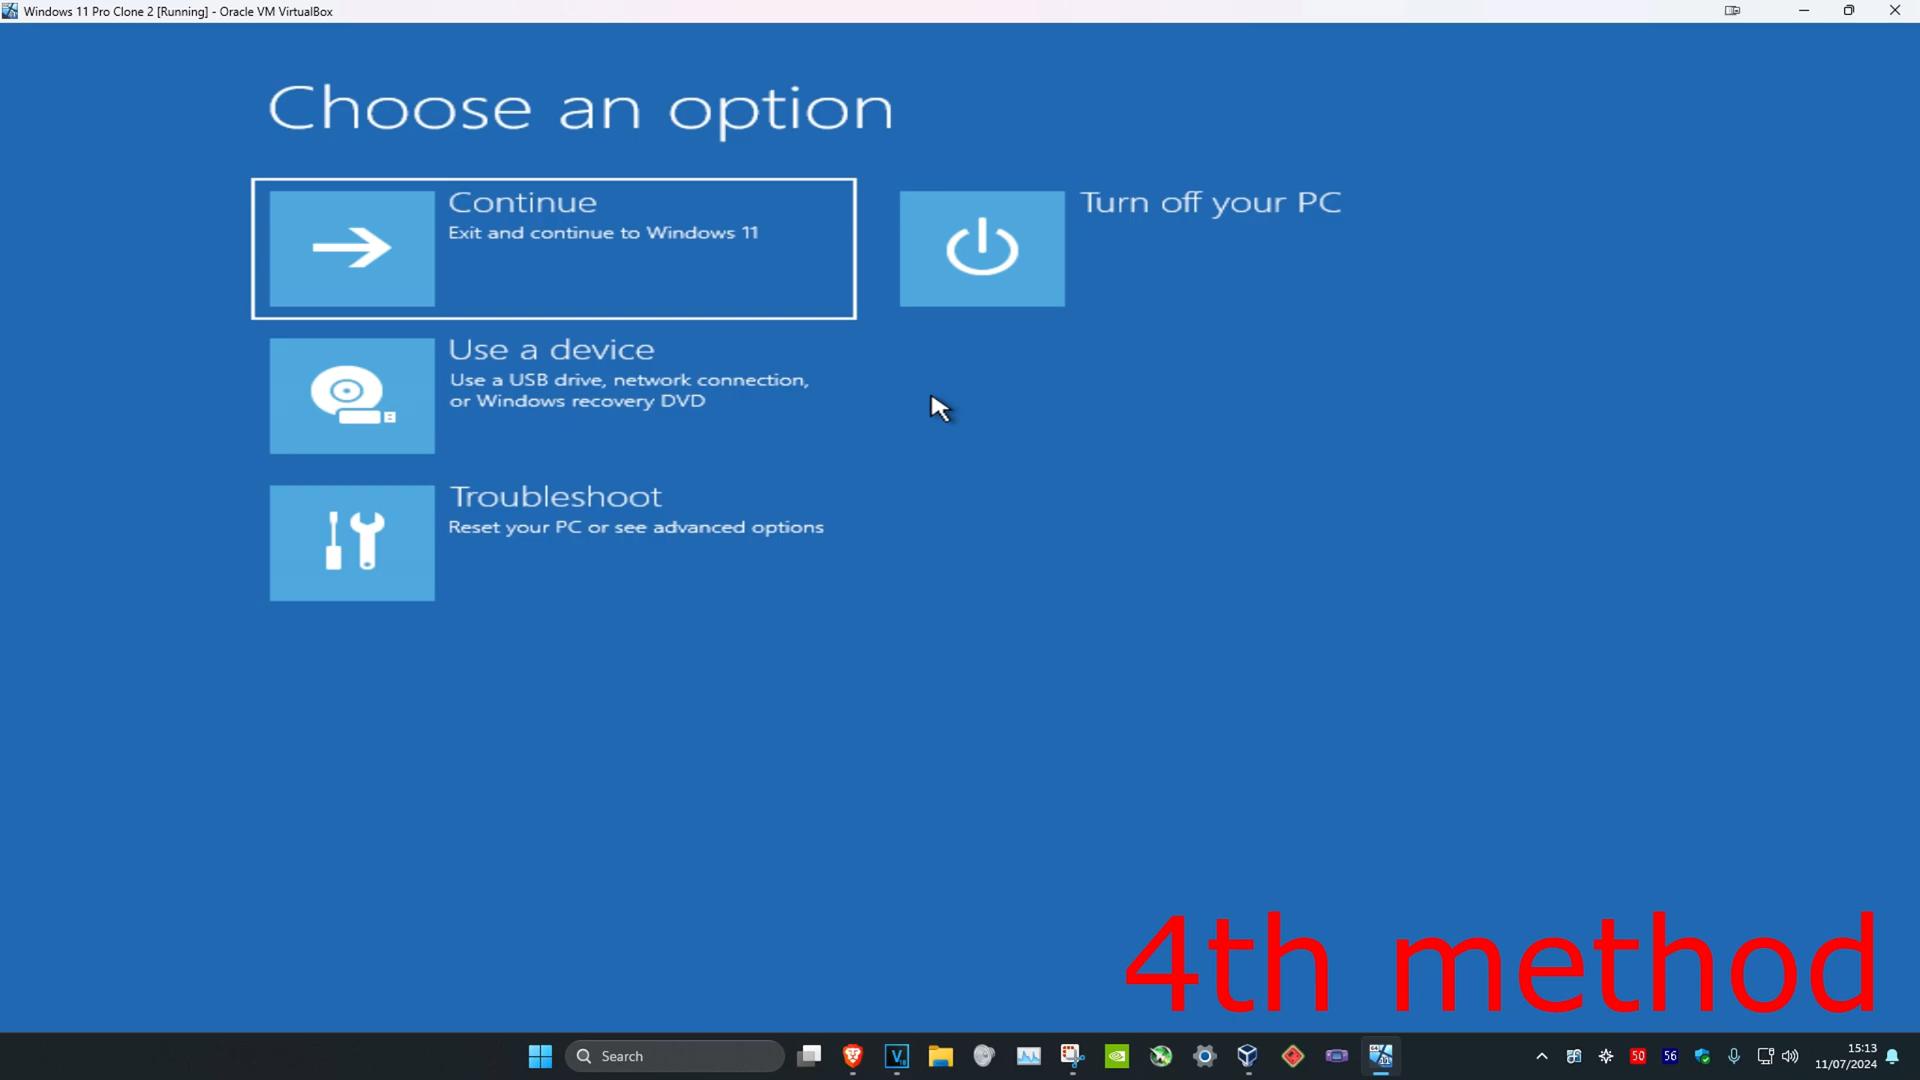 Windows 11 Pro Clone 2 [Running] - Oracle VM VirtualBox
Choose an option
Continue
Exit and continue to Windows 11
Turn off your PC
Use a device
Use a USB drive, network connection,
or Windows recovery DVD
Troubleshoot
Reset your PC or see advanced options
4th method
Search
V
50
56
15:13
11/07/2024